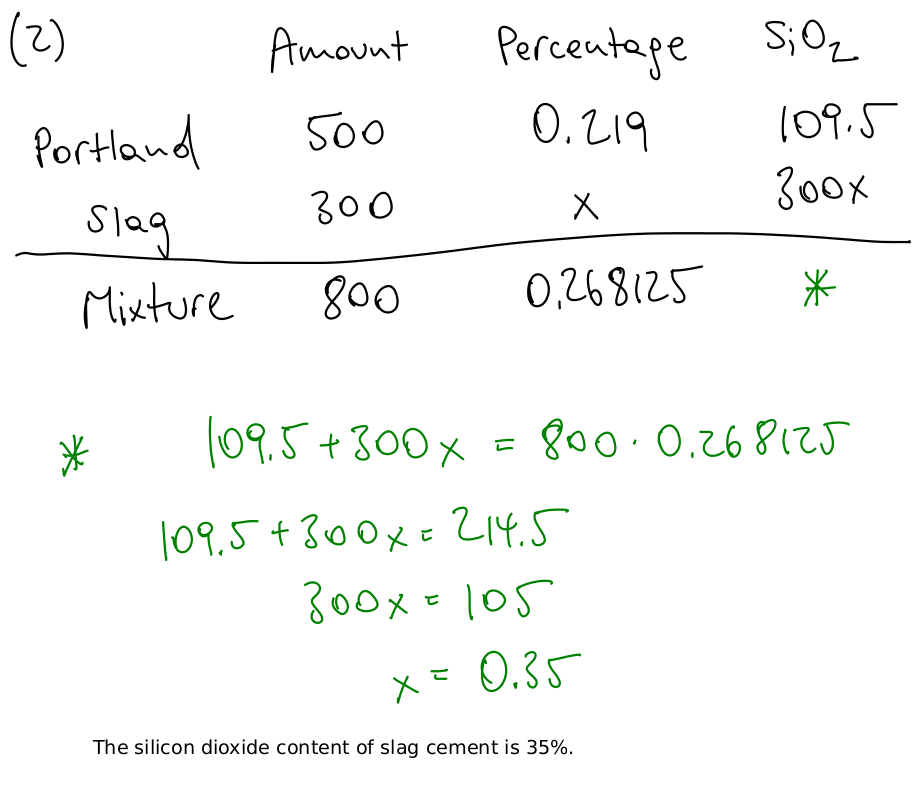 (2) Amount Percentage SiO2
Portland 500 0.219 109.5
Slag 300 x 300x
Mixture 800 0.268125 *
* 109.5+300x = 800·0.268125
109.5+300x = 214.5
300x = 105
x = 0.35
The silicon dioxide content of slag cement is 35%.